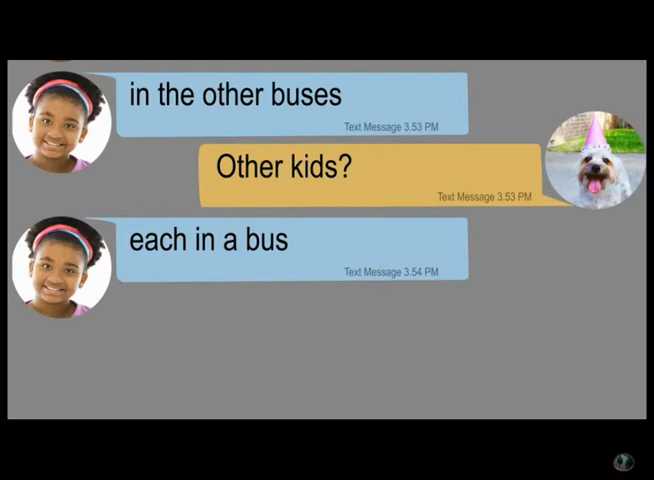 in the other buses
Text Message 3.53 PM
Other kids?
Text Message 3.53 PM
each in a bus
Text Message 3.54 PM